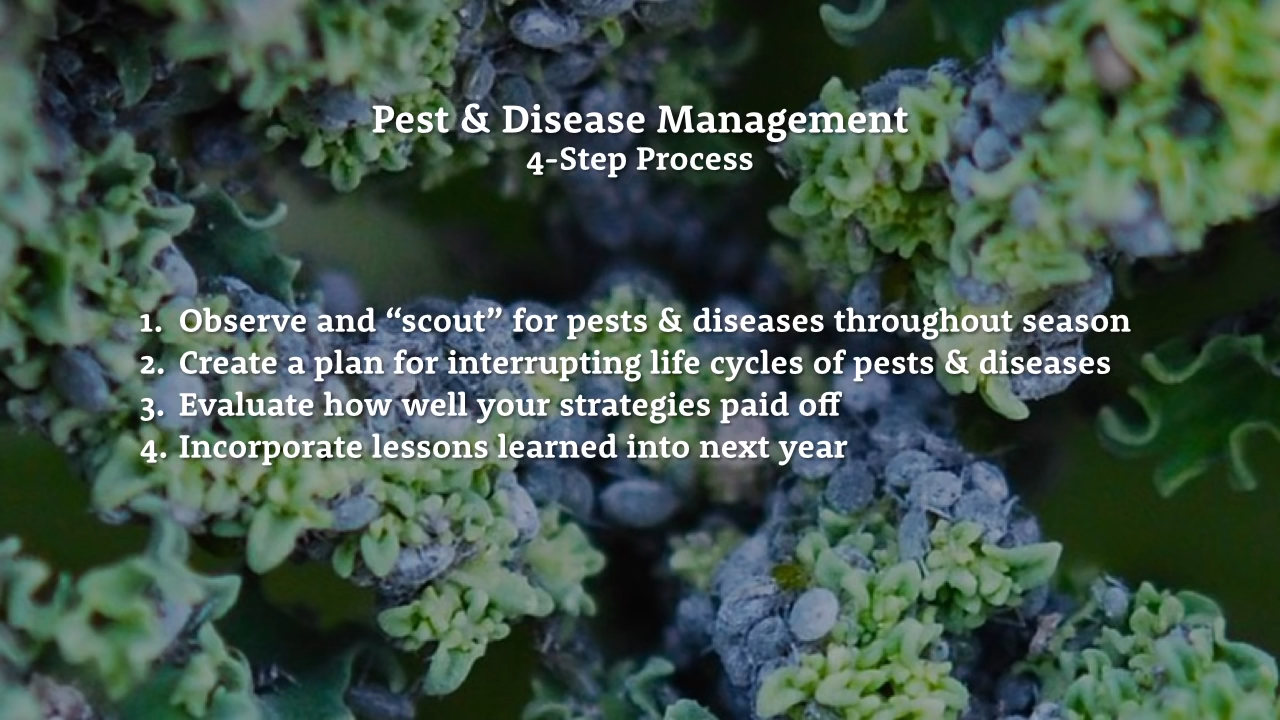 Pest & Disease Management
4-Step Process
1. Observe and “scout” for pests & diseases throughout season
2. Create a plan for interrupting life cycles of pests & diseases
3. Evaluate how well your strategies paid off
4. Incorporate lessons learned into next year